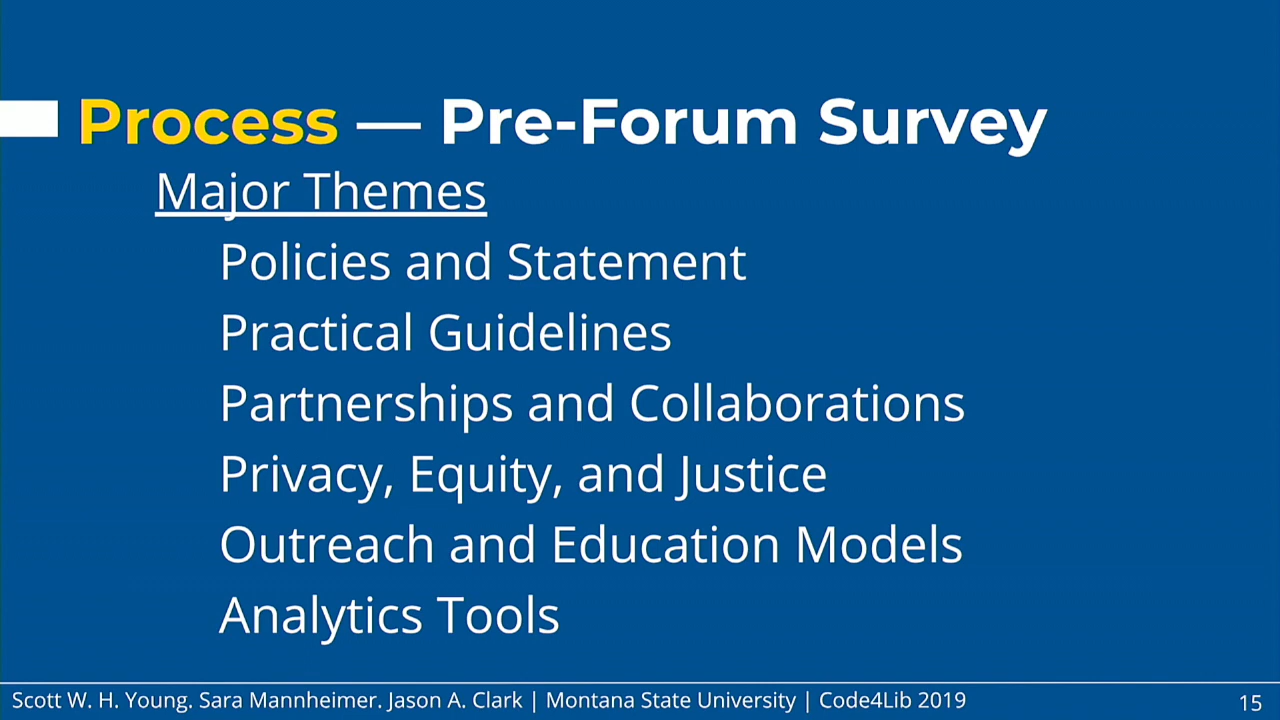 Process — Pre-Forum Survey
Major Themes
Policies and Statement
Practical Guidelines
Partnerships and Collaborations
Privacy, Equity, and Justice
Outreach and Education Models
Analytics Tools
Scott W. H. Young. Sara Mannheimer. Jason A. Clark | Montana State University | Code4Lib 2019
15